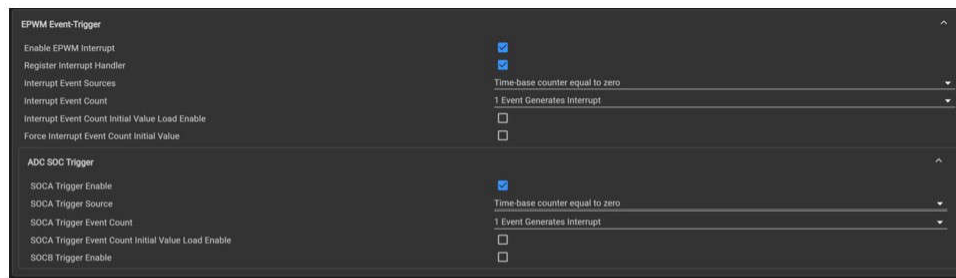 EPWM Event-Trigger
Enable EPWM Interrupt
Register Interrupt Handler
Interrupt Event Sources Time-base counter equal to zero
Interrupt Event Count 1 Event Generates Interrupt
Interrupt Event Count Initial Value Load Enable
Force Interrupt Event Count Initial Value
ADC SOC Trigger
SOCA Trigger Enable
SOCA Trigger Source Time-base counter equal to zero
SOCA Trigger Event Count 1 Event Generates Interrupt
SOCA Trigger Event Count Initial Value Load Enable
SOCB Trigger Enable